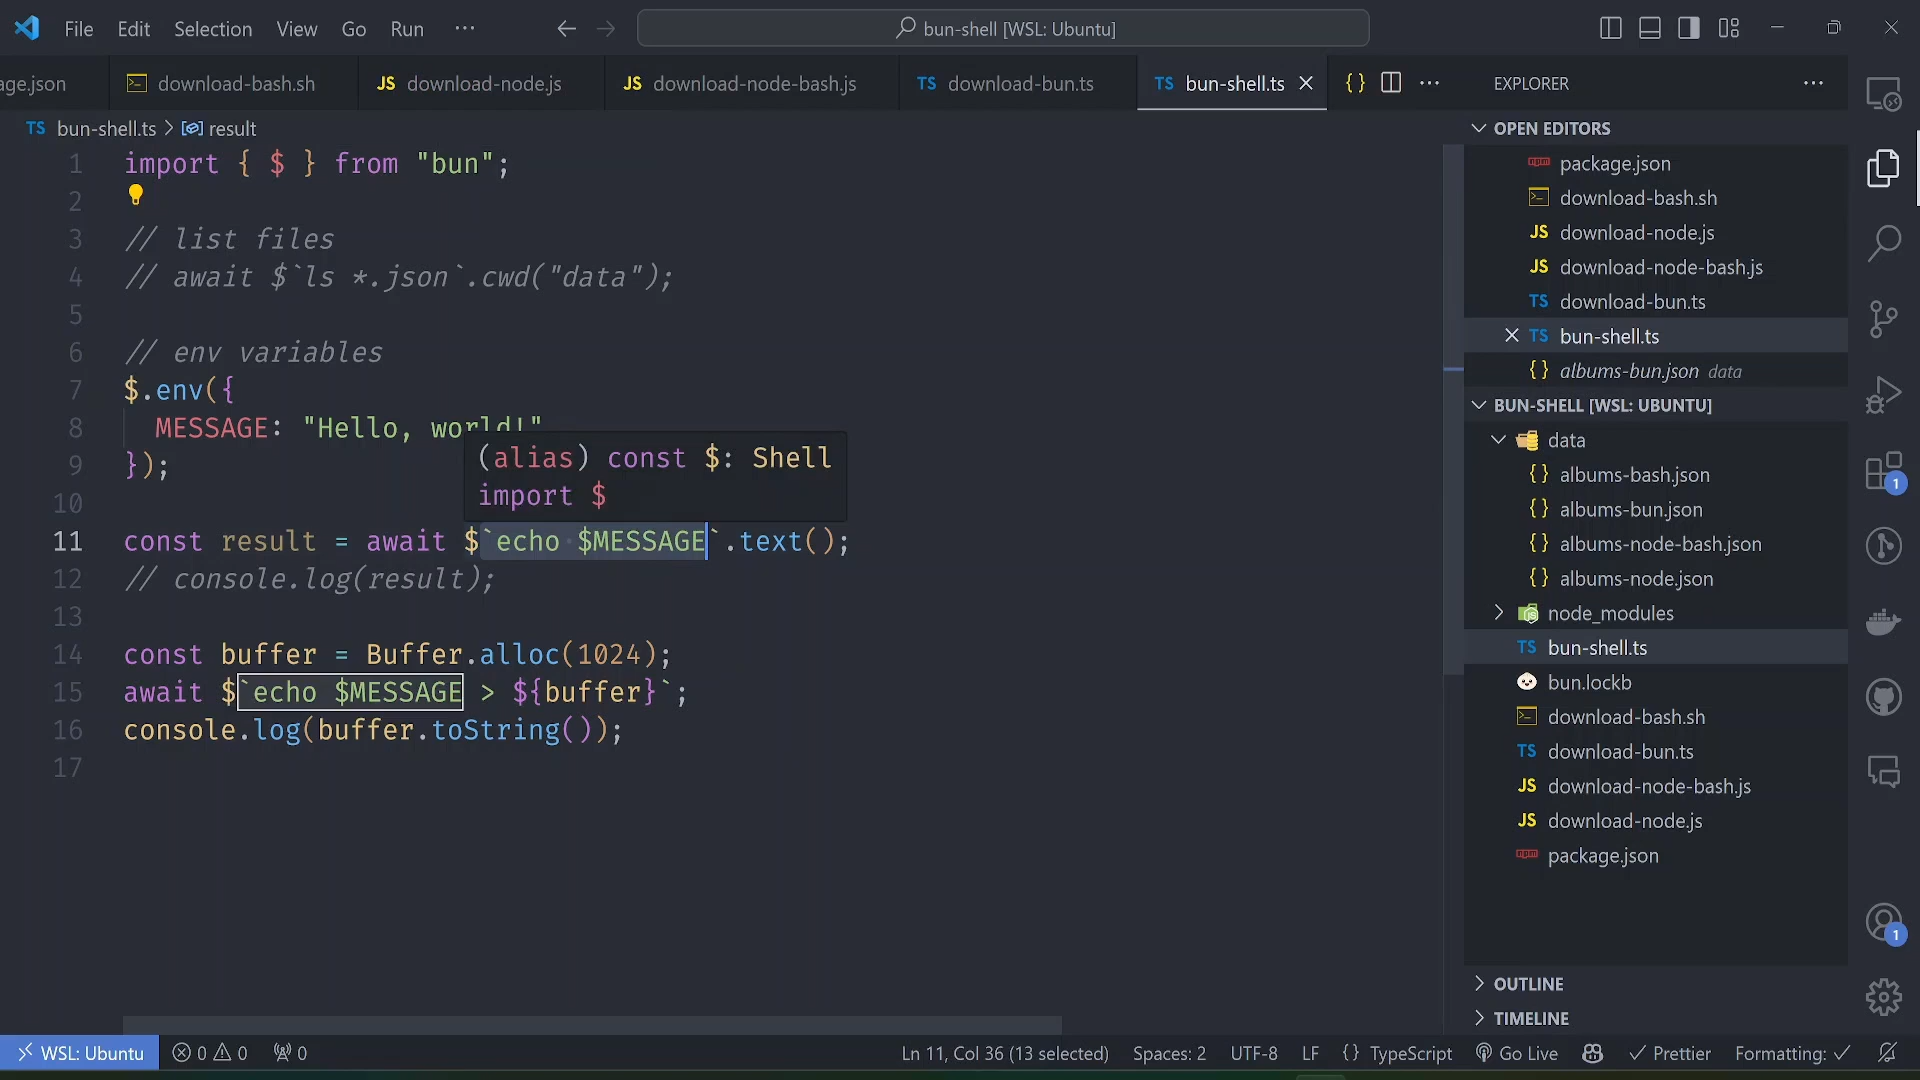 File Edit Selection View Go Run ··· bun-shell [WSL: Ubuntu]
age.json download-bash.sh JS download-node.js JS download-node-bash.js TS download-bun.ts TS bun-shell.ts {} ···
TS bun-shell.ts > result
1 import { $ } from "bun";
2
3 // list files
4 // await $`ls *.json`.cwd("data");
5
6 // env variables
7 $.env({
8 MESSAGE: "Hello, world!"
9 });
(alias) const $: Shell
import $
10
11 const result = await $`echo $MESSAGE`.text();
12 // console.log(result);
13
14 const buffer = Buffer.alloc(1024);
15 await $`echo $MESSAGE > ${buffer}`;
16 console.log(buffer.toString());
17
EXPLORER ···
OPEN EDITORS
package.json
download-bash.sh
JS download-node.js
JS download-node-bash.js
TS download-bun.ts
TS bun-shell.ts
{} albums-bun.json data
BUN-SHELL [WSL: UBUNTU]
data
{} albums-bash.json
{} albums-bun.json
{} albums-node-bash.json
{} albums-node.json
node_modules
TS bun-shell.ts
bun.lockb
download-bash.sh
TS download-bun.ts
JS download-node-bash.js
JS download-node.js
package.json
OUTLINE
TIMELINE
1
1
WSL: Ubuntu 0 0 0 Ln 11, Col 36 (13 selected) Spaces: 2 UTF-8 LF {} TypeScript Go Live Prettier Formatting: ✓